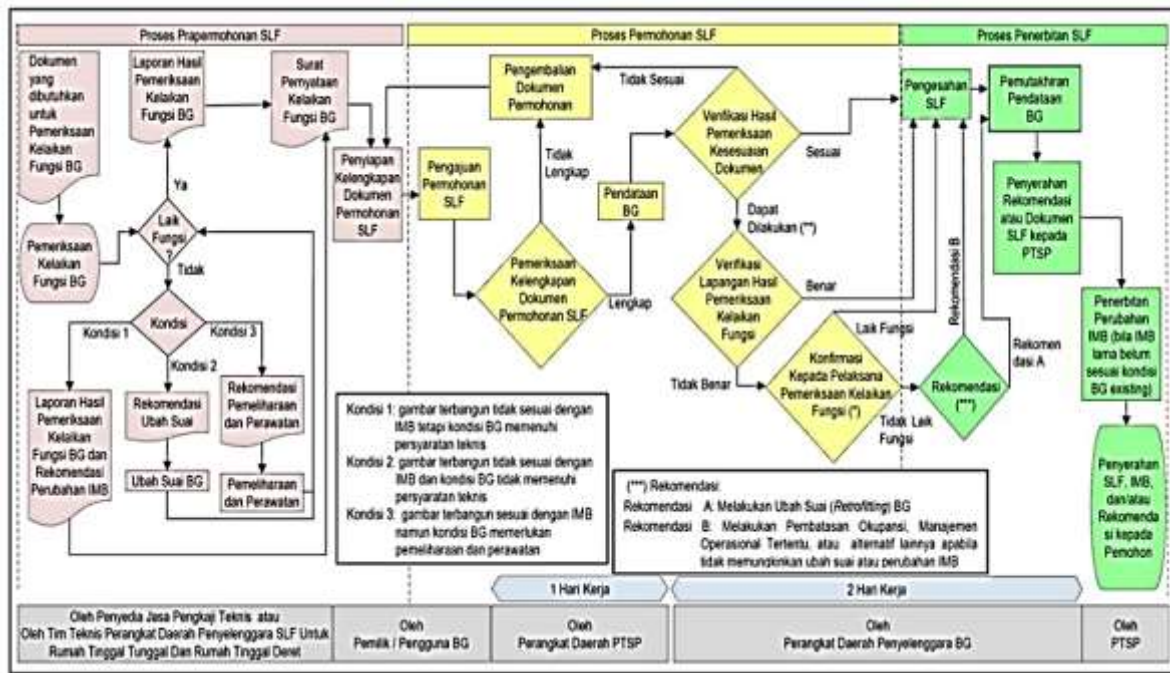 Proses Prapermohonan SLF
Proses Permohonan SLF
Proses Penerbitan SLF
Dokumen
yang
dibutuhkan
untuk
Pemeriksaan
Kelaikan
Fungsi BG
Laporan Hasil
Pemeriksaan
Kelaikan
Fungsi BG
Surat
Pernyataan
Kelaikan
Fungsi BG
Ya
Laik
Fungsi
?
Tidak
Pemeriksaan
Kelaikan
Fungsi BG
Kondisi
Kondisi 1
Kondisi 2
Kondisi 3
Laporan Hasil
Pemeriksaan
Kelaikan
Fungsi BG dan
Rekomendasi
Perubahan IMB
Rekomendasi
Ubah Suai
Ubah Suai BG
Rekomendasi
Pemeliharaan
dan Perawatan
Pemeliharaan
dan Perawatan
Penyiapan
Kelengkapan
Dokumen
Permohonan
SLF
Pengajuan
Permohonan
SLF
Pengembalian
Dokumen
Permohonan
Tidak
Lengkap
Pemeriksaan
Kelengkapan
Dokumen
Permohonan SLF
Lengkap
Pendataan
BG
Tidak Sesuai
Verifikasi Hasil
Pemeriksaan
Kesesuaian
Dokumen
Sesuai
Dapat
Dilakukan (**)
Verifikasi
Lapangan Hasil
Pemeriksaan
Kelaikan
Fungsi
Benar
Tidak Benar
Konfirmasi
Kepada Pelaksana
Pemeriksaan Kelaikan
Fungsi (*)
Laik Fungsi
Tidak Laik
Fungsi
Pengesahan
SLF
Rekomendasi B
Rekomendasi
(***)
Rekomen
dasi A
Pemutakhiran
Pendataan
BG
Penyerahan
Rekomendasi
atau Dokumen
SLF kepada
PTSP
Penerbitan
Perubahan
IMB (bila IMB
lama belum
sesuai kondisi
BG existing)
Penyerahan
SLF, IMB,
dan/atau
Rekomenda
si kepada
Pemohon
Kondisi 1: gambar terbangun tidak sesuai dengan
IMB tetapi kondisi BG memenuhi
persyaratan teknis
Kondisi 2: gambar terbangun tidak sesuai dengan
IMB dan kondisi BG tidak memenuhi
persyaratan teknis
Kondisi 3: gambar terbangun sesuai dengan IMB
namun kondisi BG memerlukan
pemeliharaan dan perawatan
(***) Rekomendasi:
Rekomendasi A: Melakukan Ubah Suai (Retrofitting) BG
Rekomendasi B: Melakukan Pembatasan Okupansi, Manajemen
Operasional Tertentu, atau alternatif lainnya apabila
tidak memungkinkan ubah suai atau perubahan IMB
1 Hari Kerja
2 Hari Kerja
Oleh Penyedia Jasa Pengkaji Teknis atau
Oleh Tim Teknis Perangkat Daerah Penyelenggara SLF Untuk
Rumah Tinggal Tunggal Dan Rumah Tinggal Deret
Oleh
Pemilik / Pengguna BG
Oleh
Perangkat Daerah PTSP
Oleh
Perangkat Daerah Penyelenggara BG
Oleh
PTSP